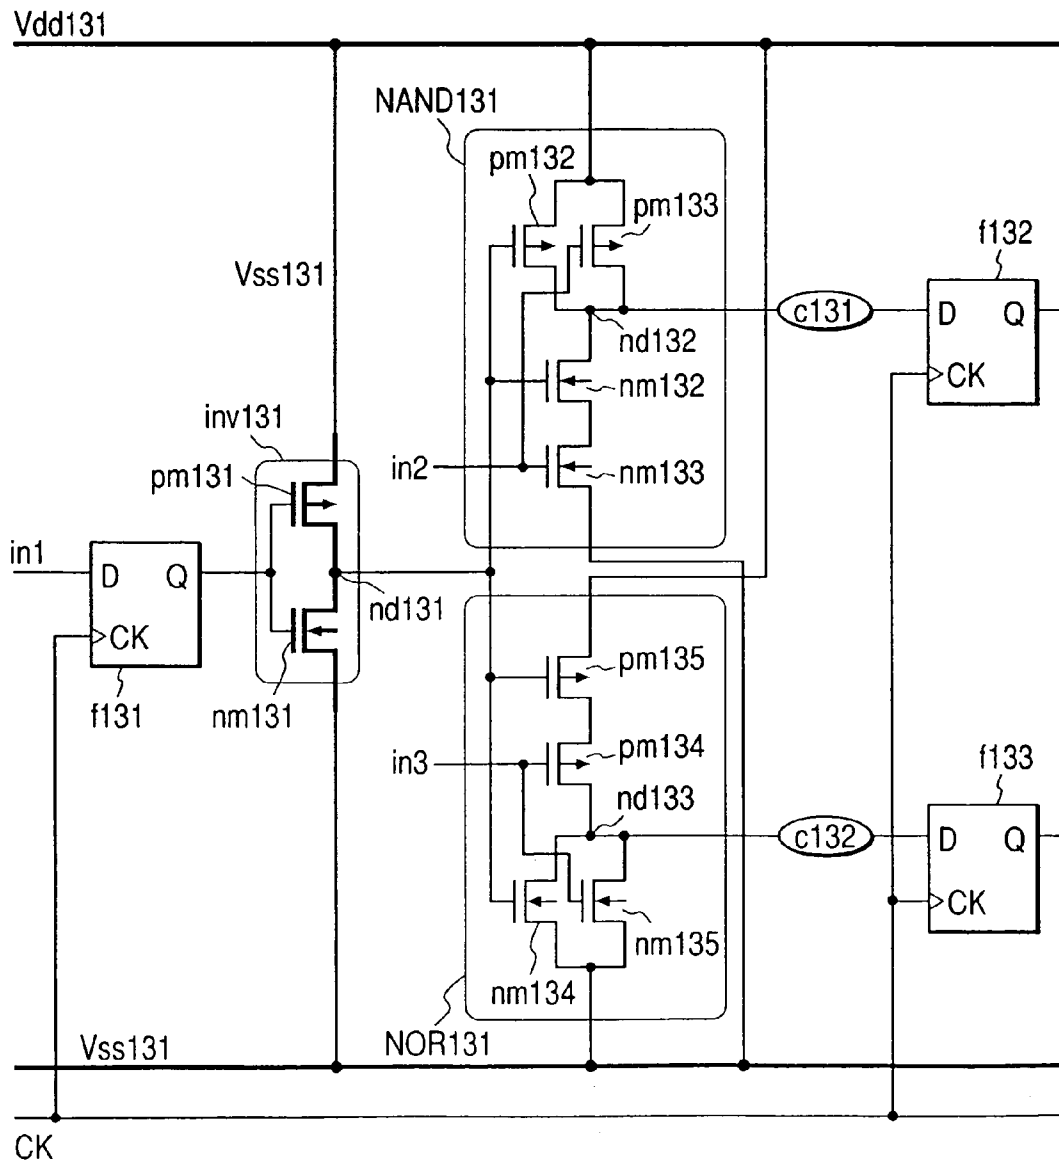 Vdd131
NAND131
pm132
pm133
f132
Vss131
c131
D Q
nd132
CK
nm132
inv131
pm131
in2
nm133
in1
D Q
nd131
CK
pm135
f131
nm131
pm134
in3
f133
nd133
c132
D Q
CK
nm135
nm134
NOR131
Vss131
CK